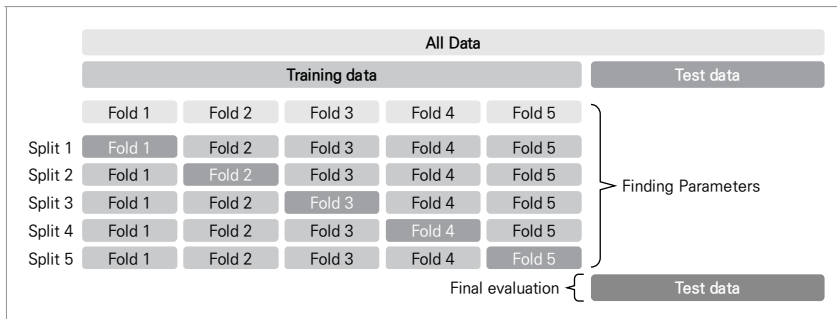 All Data
Training data Test data
Fold 1 Fold 2 Fold 3 Fold 4 Fold 5
Split 1 Fold 1 Fold 2 Fold 3 Fold 4 Fold 5
Split 2 Fold 1 Fold 2 Fold 3 Fold 4 Fold 5
Finding Parameters
Split 3 Fold 1 Fold 2 Fold 3 Fold 4 Fold 5
Split 4 Fold 1 Fold 2 Fold 3 Fold 4 Fold 5
Split 5 Fold 1 Fold 2 Fold 3 Fold 4 Fold 5
Final evaluation Test data